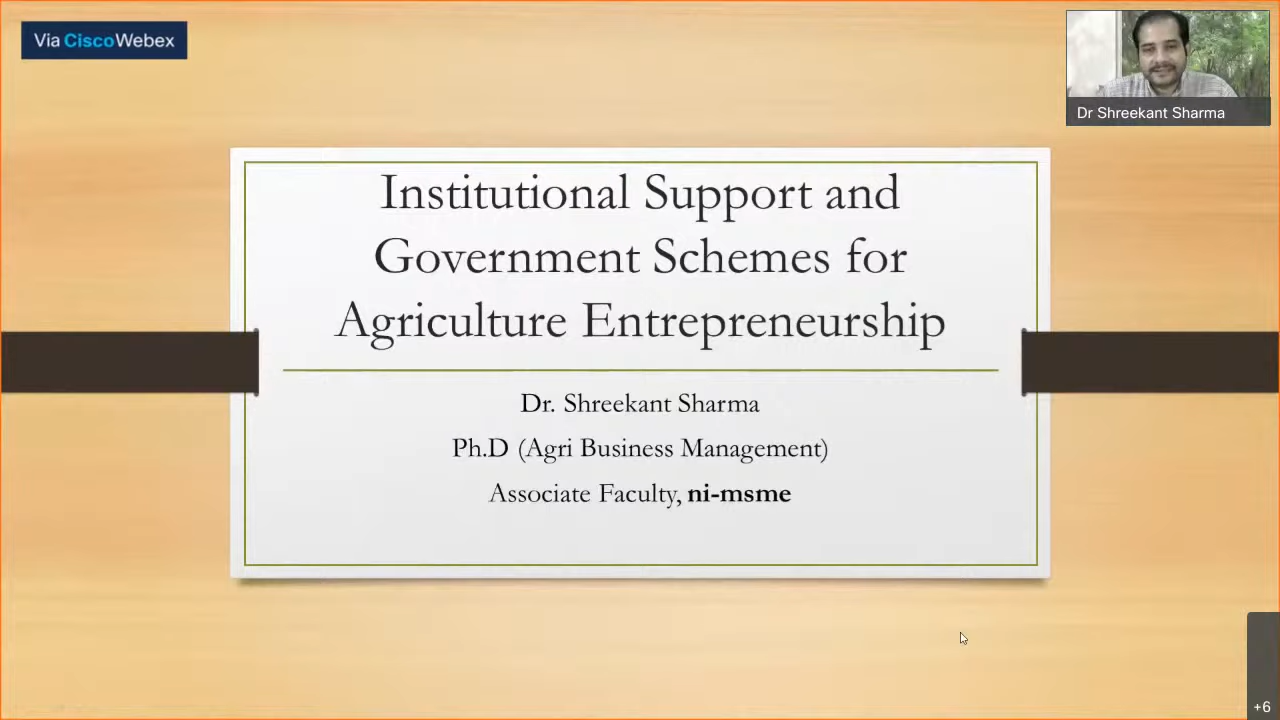 Via CiscoWebex
Dr Shreekant Sharma
Institutional Support and
Government Schemes for
Agriculture Entrepreneurship
Dr. Shreekant Sharma
Ph.D (Agri Business Management)
Associate Faculty, ni-msme
+6